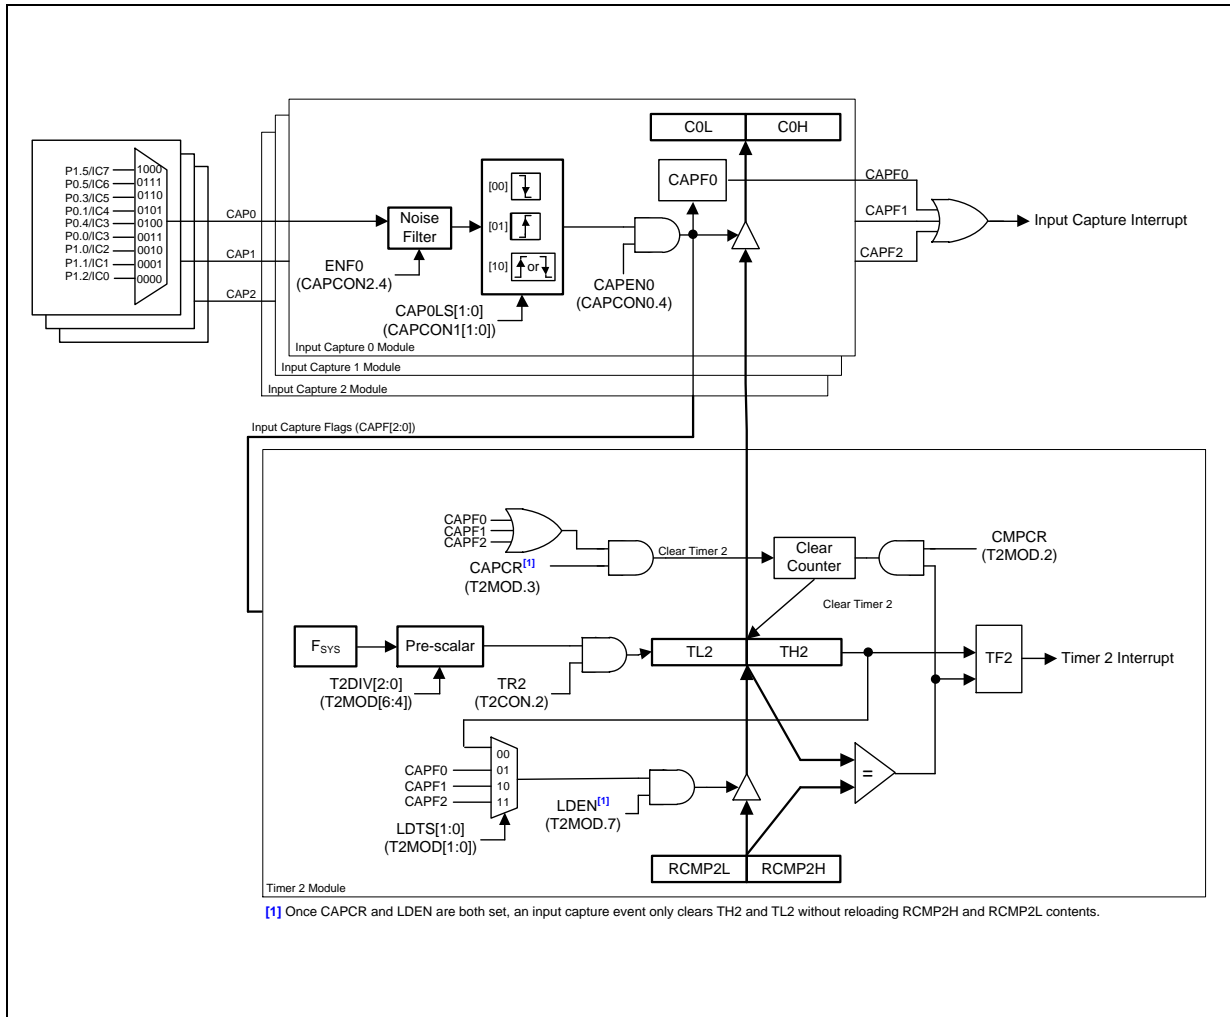 C0L
C0H
P1.5/IC7
1000
P0.5/IC6
0111
P0.3/IC5
0110
P0.1/IC4
0101
P0.4/IC3
0100
P0.0/IC3
0011
P1.0/IC2
0010
P1.1/IC1
0001
P1.2/IC0
0000
CAP0
CAP1
CAP2
Noise
Filter
ENF0
(CAPCON2.4)
[00]
[01]
[10]
or
CAP0LS[1:0]
(CAPCON1[1:0])
CAPEN0
(CAPCON0.4)
CAPF0
CAPF0
CAPF1
CAPF2
Input Capture Interrupt
Input Capture 0 Module
Input Capture 1 Module
Input Capture 2 Module
Input Capture Flags (CAPF[2:0])
CAPF0
CAPF1
CAPF2
CAPCR[1]
(T2MOD.3)
Clear Timer 2
Clear
Counter
CMPCR
(T2MOD.2)
Clear Timer 2
FSYS
Pre-scalar
T2DIV[2:0]
(T2MOD[6:4])
TR2
(T2CON.2)
TL2
TH2
TF2
Timer 2 Interrupt
00
CAPF0
01
CAPF1
10
CAPF2
11
LDTS[1:0]
(T2MOD[1:0])
LDEN[1]
(T2MOD.7)
=
RCMP2L
RCMP2H
Timer 2 Module
[1] Once CAPCR and LDEN are both set, an input capture event only clears TH2 and TL2 without reloading RCMP2H and RCMP2L contents.